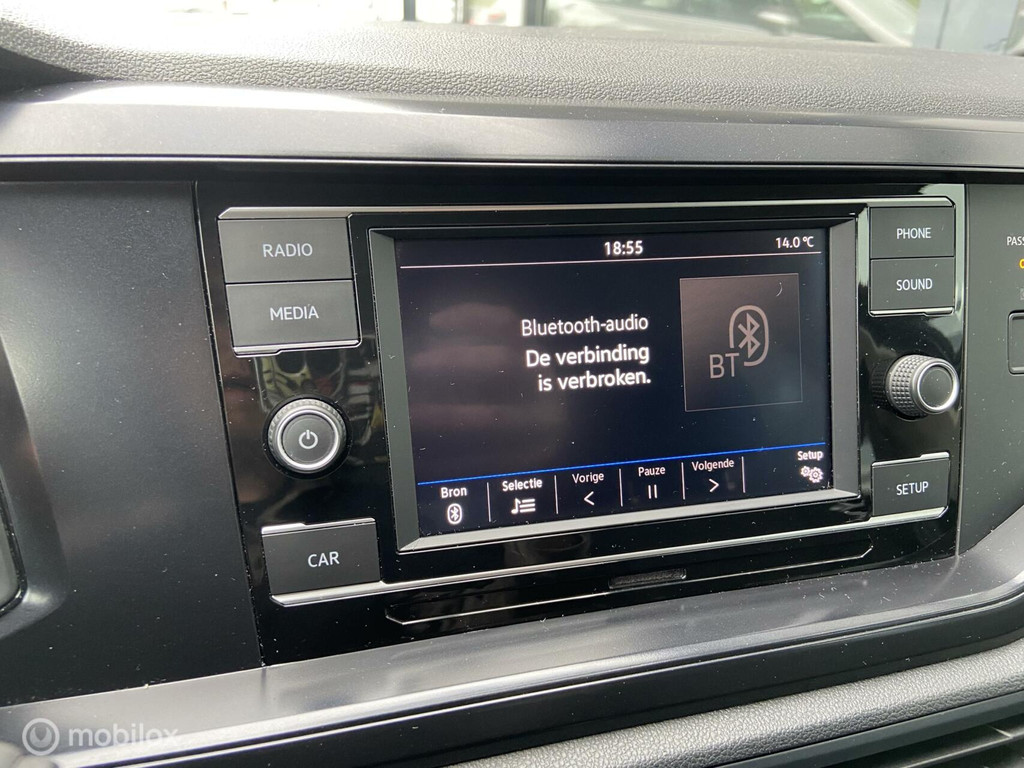 18:55
14.0 °C
RADIO
PHONE
PASS
SOUND
MEDIA
Bluetooth-audio
De verbinding
is verbroken.
BT
Bron
Selectie
Vorige
Pauze
Volgende
Setup
SETUP
CAR
mobilox